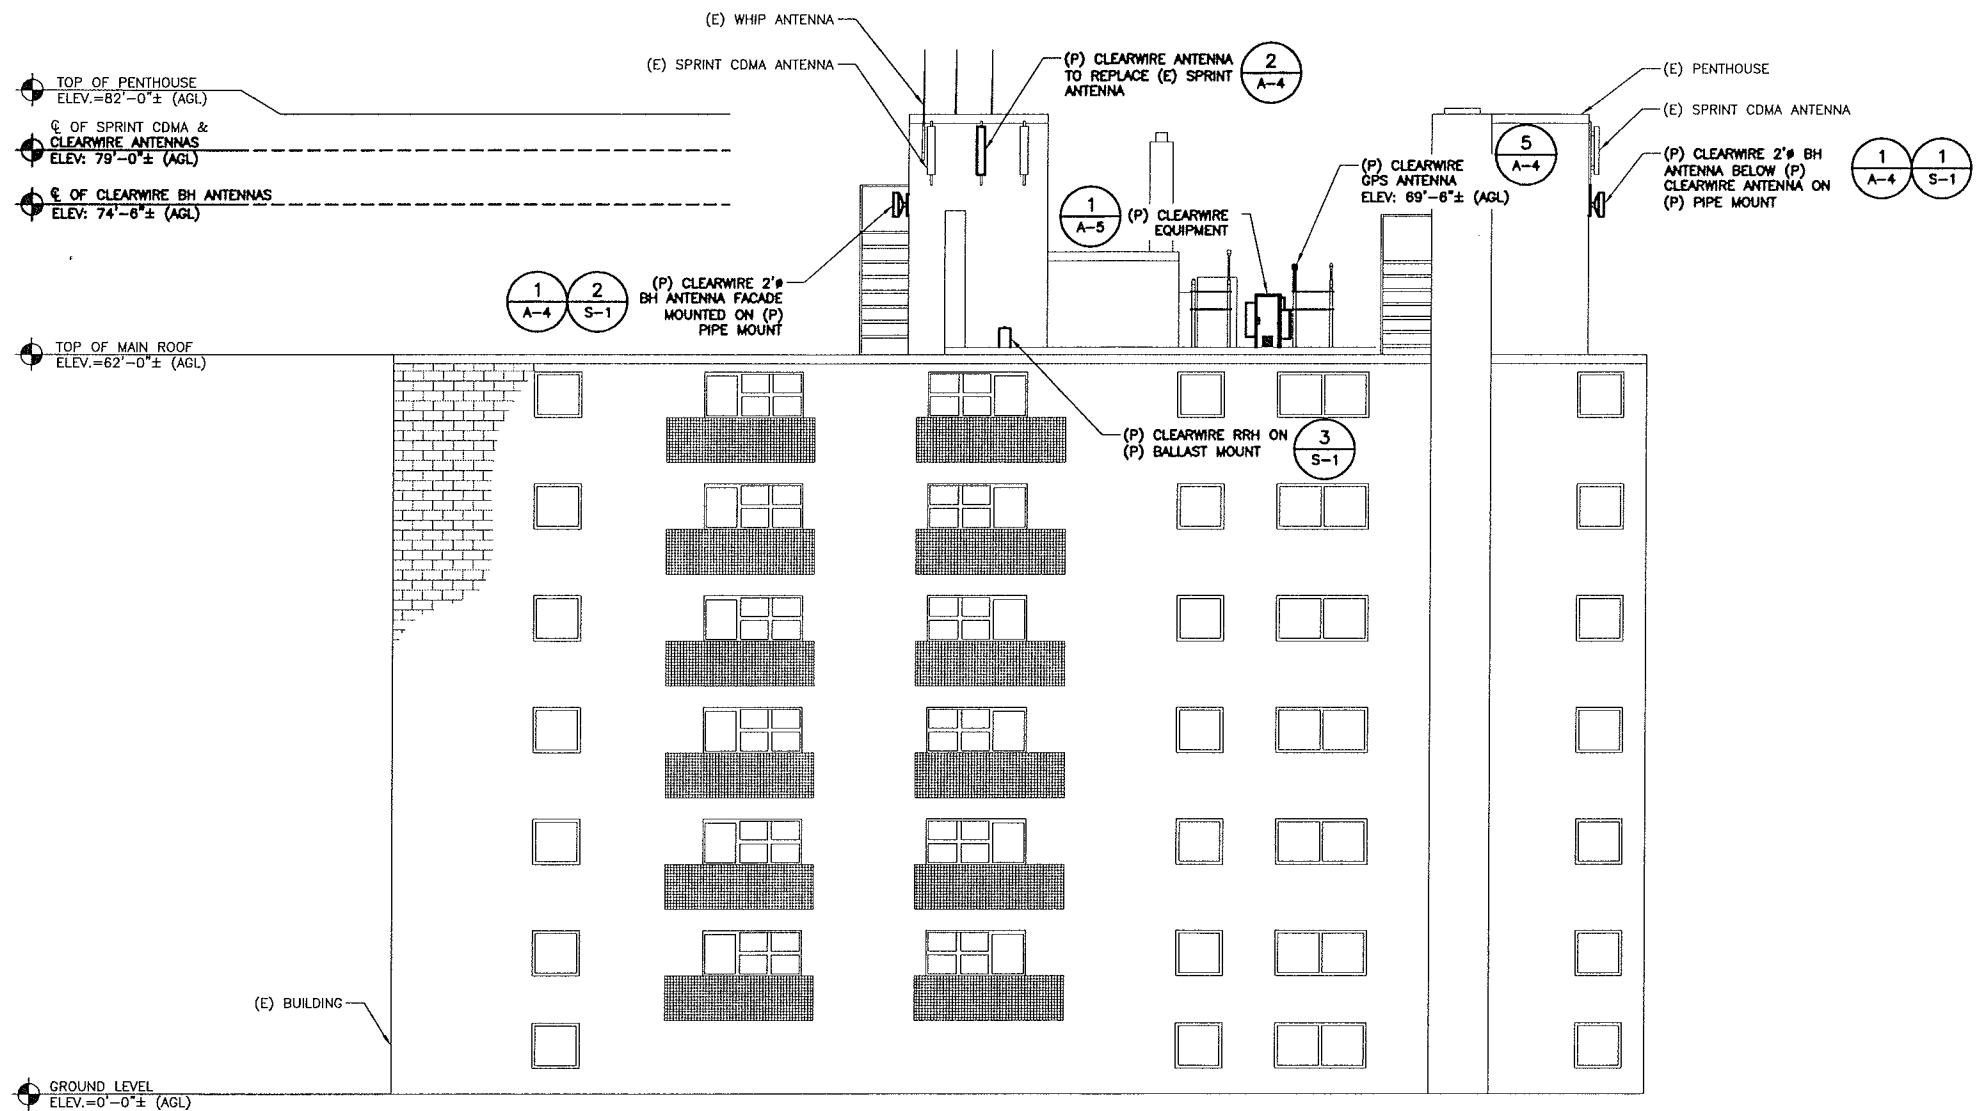 (E) WHIP ANTENNA
(E) SPRINT CDMA ANTENNA
(P) CLEARWIRE ANTENNA
TO REPLACE (E) SPRINT
ANTENNA
2
A-4
(E) PENTHOUSE
(E) SPRINT CDMA ANTENNA
TOP OF PENTHOUSE
ELEV.=82'-0"± (AGL)
℄ OF SPRINT CDMA &
CLEARWIRE ANTENNAS
ELEV: 79'-0"± (AGL)
℄ OF CLEARWIRE BH ANTENNAS
ELEV: 74'-6"± (AGL)
5
A-4
(P) CLEARWIRE
GPS ANTENNA
ELEV: 69'-6"± (AGL)
(P) CLEARWIRE 2'ø BH
ANTENNA BELOW (P)
CLEARWIRE ANTENNA ON
(P) PIPE MOUNT
1
A-4
1
S-1
1
A-5
(P) CLEARWIRE
EQUIPMENT
1
A-4
2
S-1
(P) CLEARWIRE 2'ø
BH ANTENNA FACADE
MOUNTED ON (P)
PIPE MOUNT
TOP OF MAIN ROOF
ELEV.=62'-0"± (AGL)
(P) CLEARWIRE RRH ON
(P) BALLAST MOUNT
3
S-1
(E) BUILDING
GROUND LEVEL
ELEV.=0'-0"± (AGL)